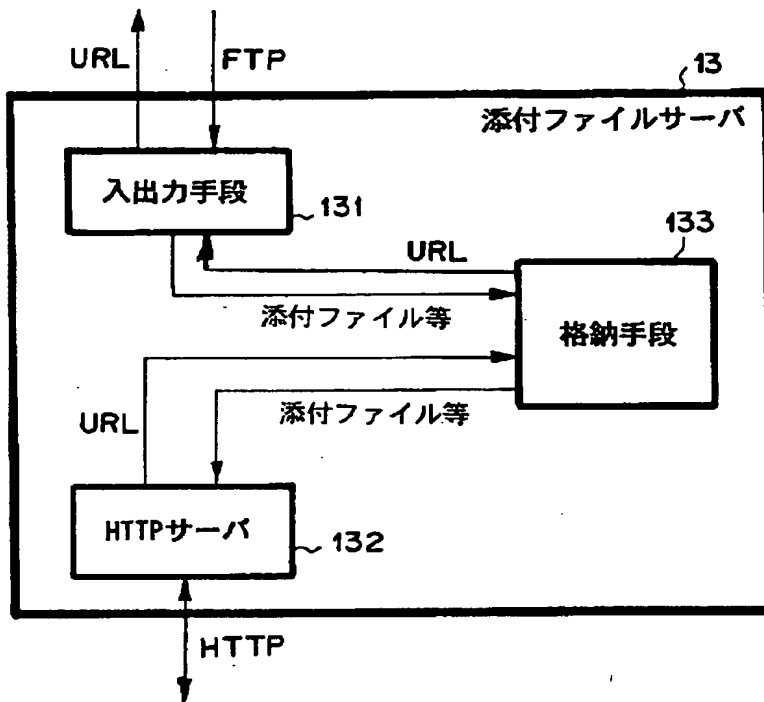 URL
FTP
13
添付ファイルサーバ
入出力手段
131
133
URL
添付ファイル等
格納手段
URL
添付ファイル等
HTTPサーバ
132
HTTP